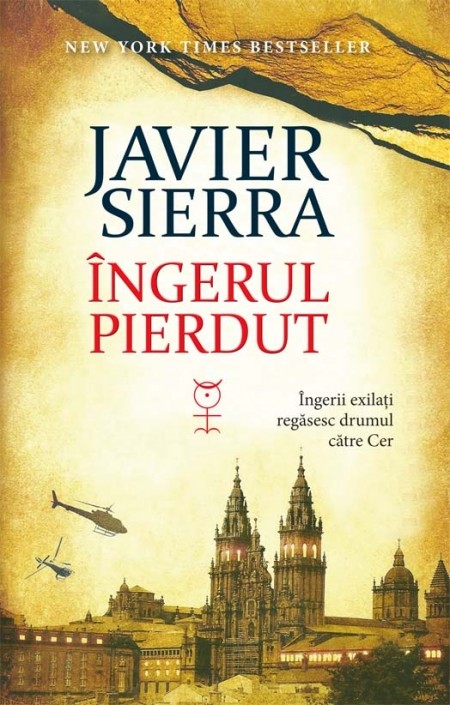 NEW YORK TIMES BESTSELLER
JAVIER
SIERRA
ÎNGERUL
PIERDUT
Îngerii exilați
regăsesc drumul
către Cer